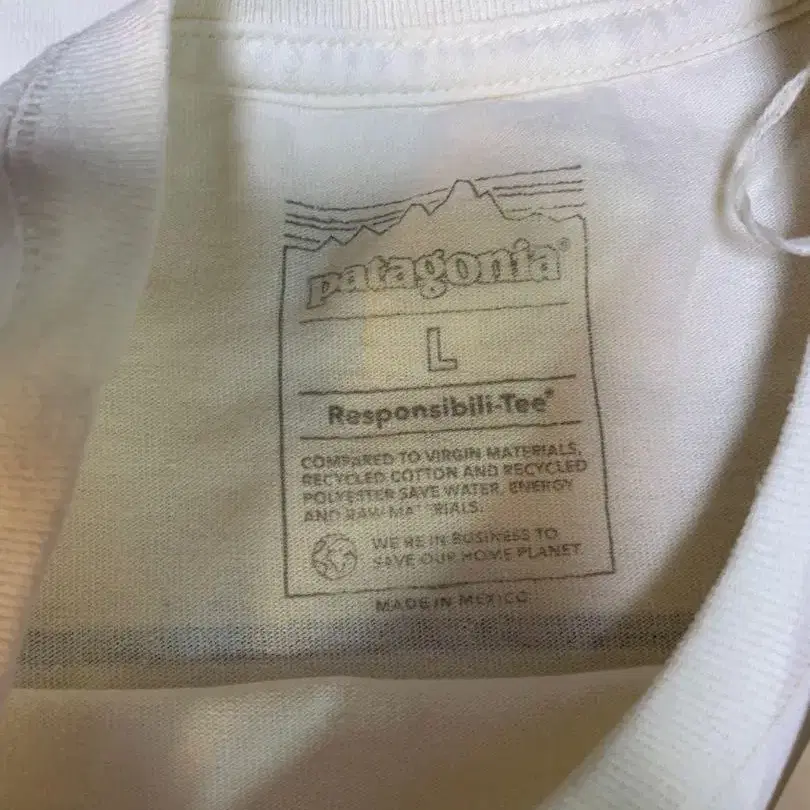 patagonia®
L
Responsibili-Tee®
COMPARED TO VIRGIN MATERIALS,
RECYCLED COTTON AND RECYCLED
POLYESTER SAVE WATER, ENERGY
AND RAW MATERIALS.
WE'RE IN BUSINESS TO
SAVE OUR HOME PLANET
MADE IN MEXICO